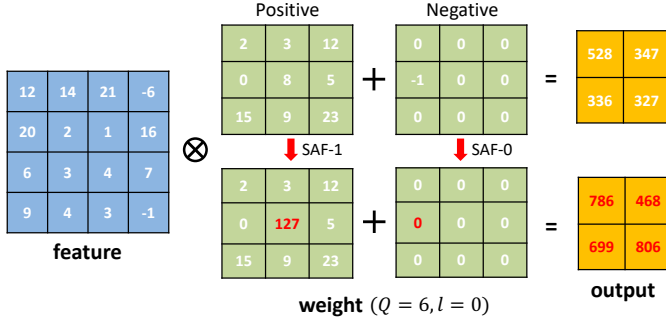 Positive Negative
2 3 12
0 8 5
15 9 23
+
0 0 0
-1 0 0
0 0 0
=
528 347
336 327
12 14 21 -6
20 2 1 16
6 3 4 7
9 4 3 -1
feature
⊗
SAF-1 SAF-0
2 3 12
0 127 5
15 9 23
+
0 0 0
0 0 0
0 0 0
=
786 468
699 806
weight (Q = 6, l = 0)
output